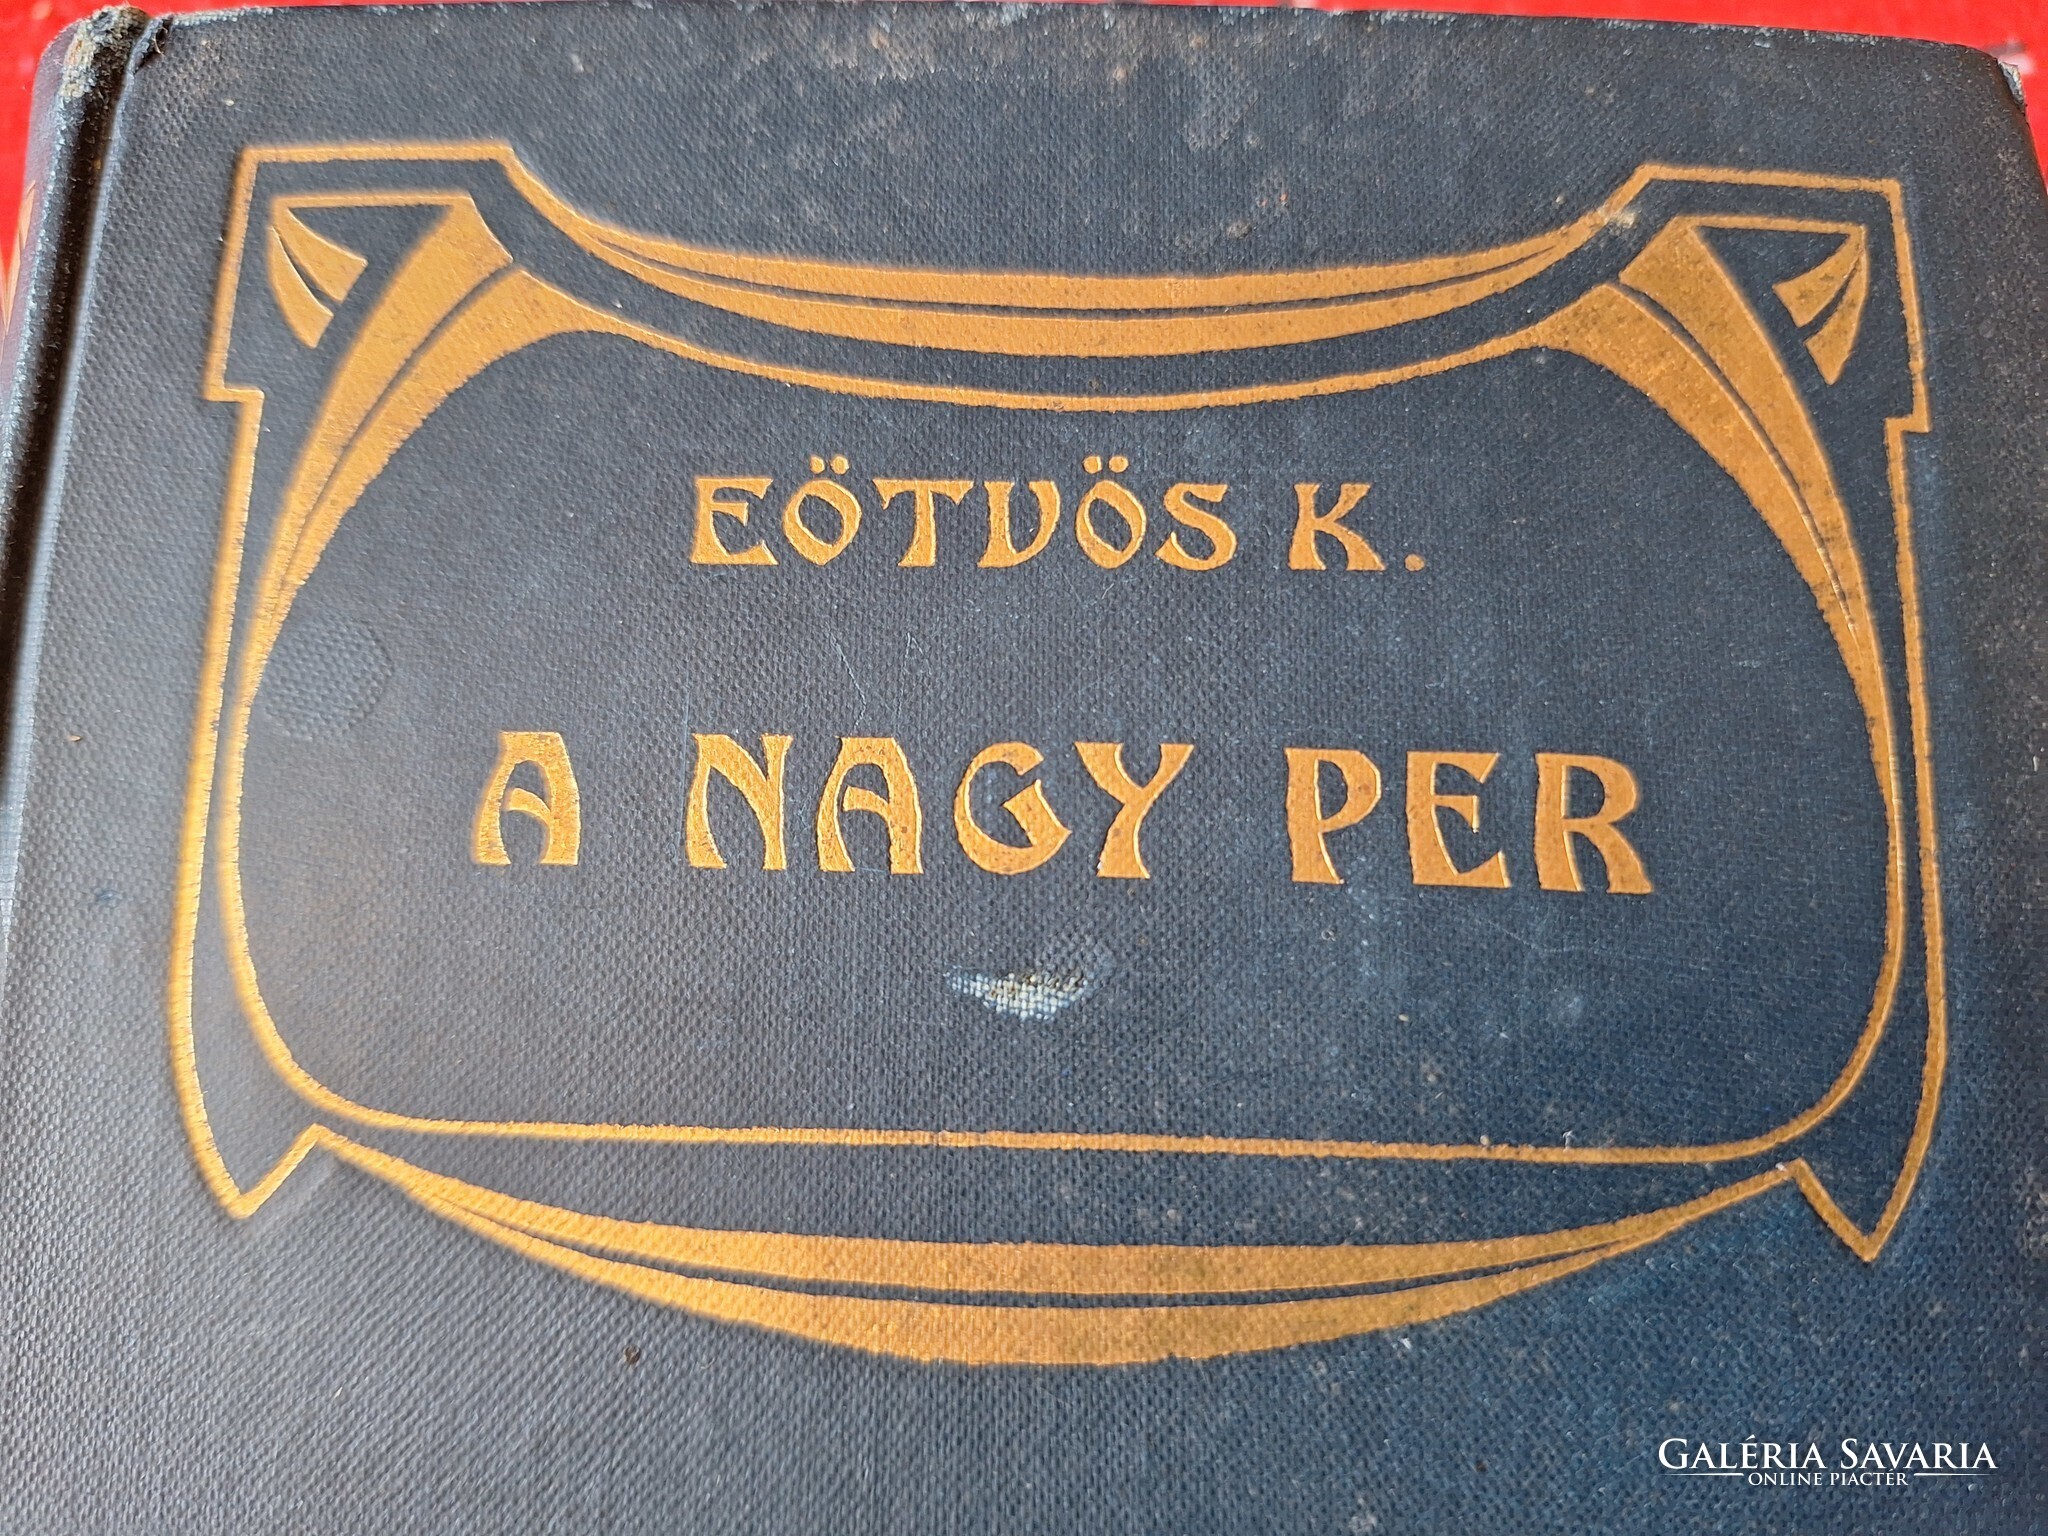 EÖTVÖS K.
A NAGY PER
GALÉRIA SAVARIA
ONLINE PIACTÉR